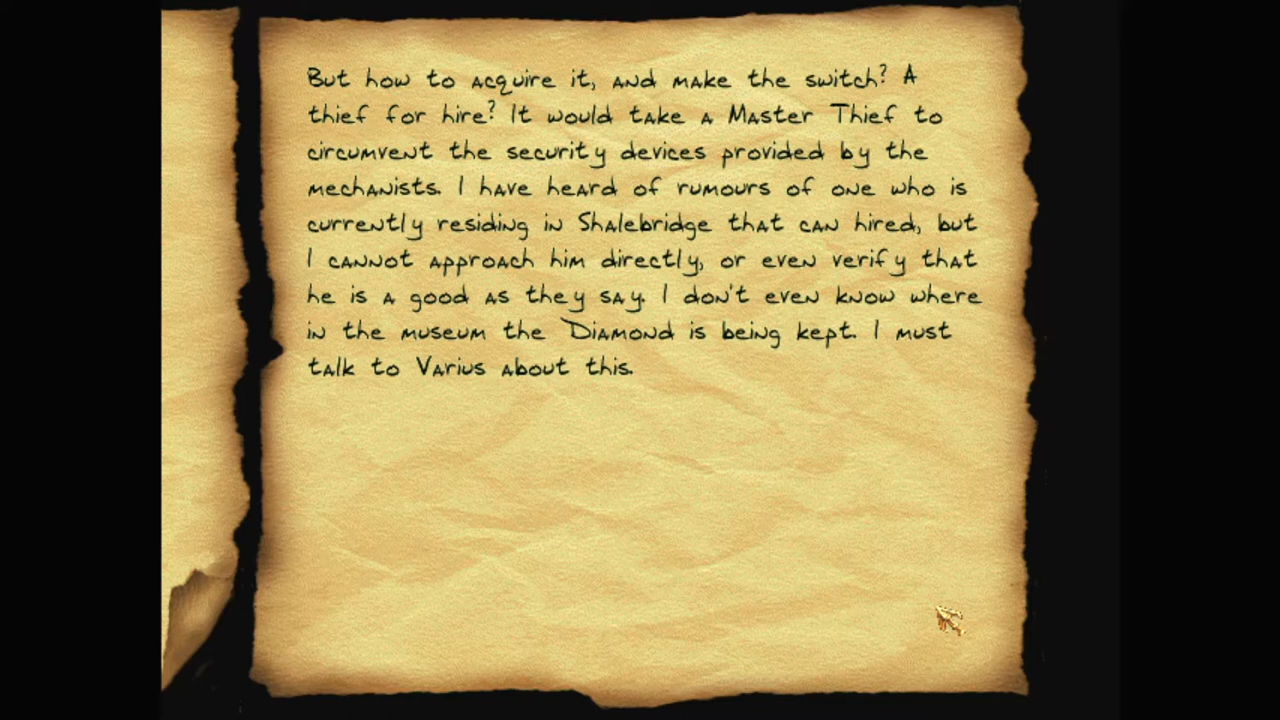 But how to acquire it, and make the switch? A
thief for hire? It would take a Master Thief to
circumvent the security devices provided by the
mechanists. I have heard of rumours of one who is
currently residing in Shalebridge that can hired, but
I cannot approach him directly, or even verify that
he is a good as they say. I don't even know where
in the museum the Diamond is being kept. I must
talk to Varius about this.